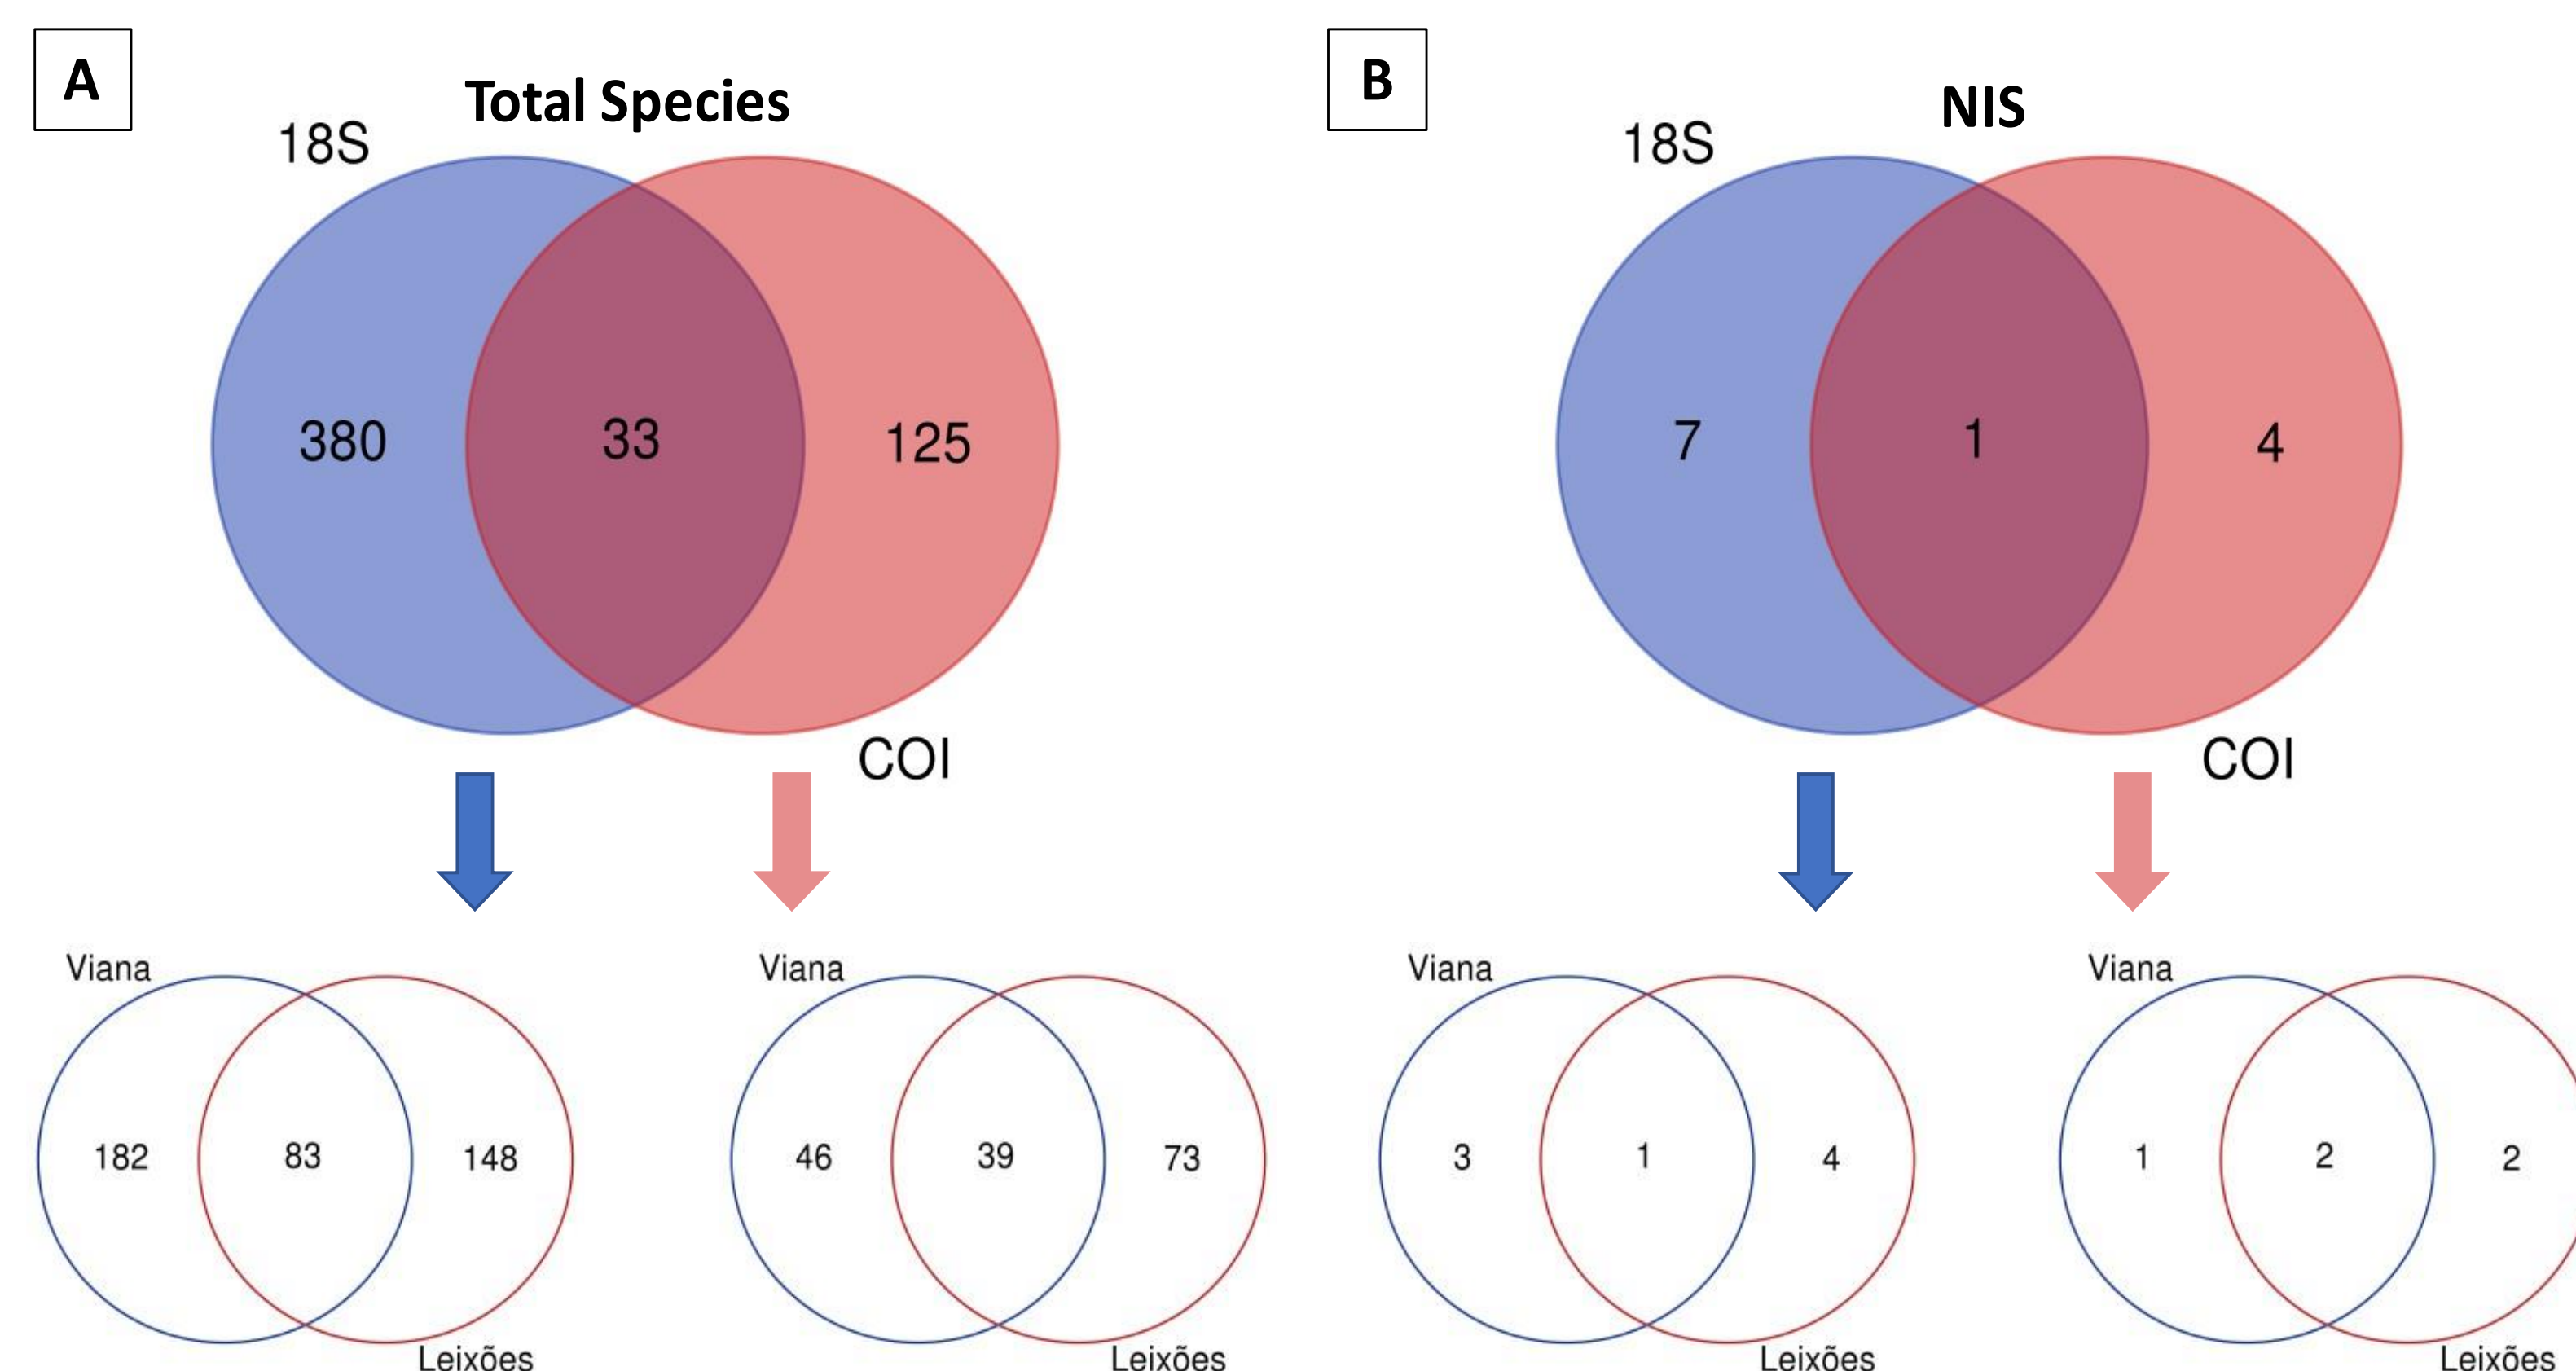 A
Total Species
18S
380
33
125
COI
Viana
182
83
148
Leixões
Viana
46
39
73
Leixões
B
NIS
18S
7
1
4
COI
Viana
3
1
4
Leixões
Viana
1
2
2
Leixões